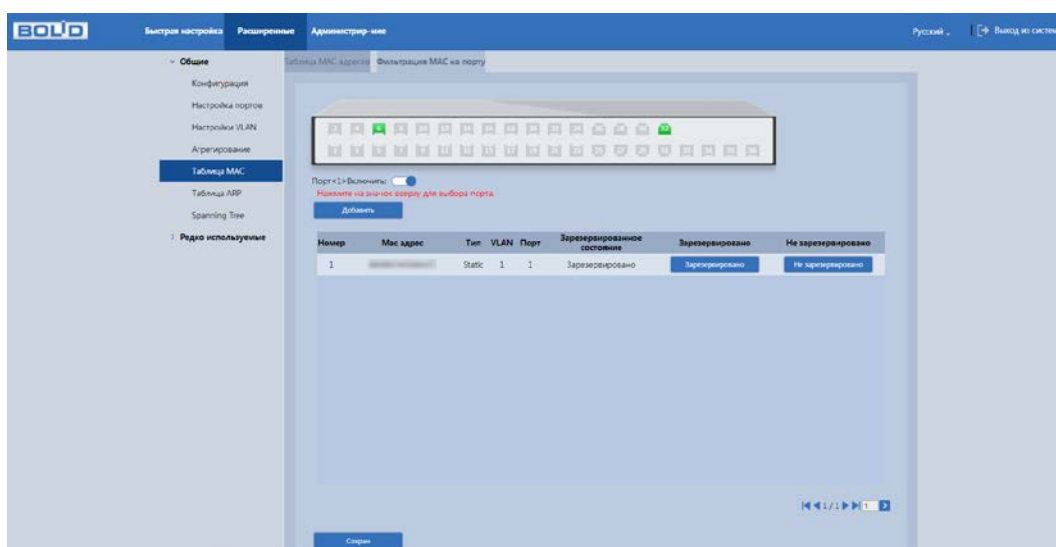 BOLID
Быстрая настройка Расширенные Администрир-ние Русский Выход из систем
Общие
Таблица MAC адресов Фильтрация MAC на порту
Конфигурация
Настройка портов
Настройки VLAN
Агрегирование
Таблица MAC
Таблица ARP
Spanning Tree
Редко используемые
Порт<1>Включить:
Нажмите на значок вверху для выбора порта.
Добавить
Номер Mac адрес Тип VLAN Порт Зарезервированное состояние Зарезервировано Не зарезервировано
1 Static 1 1 Зарезервировано Зарезервировано Не зарезервировано
1/1 1
Сохран